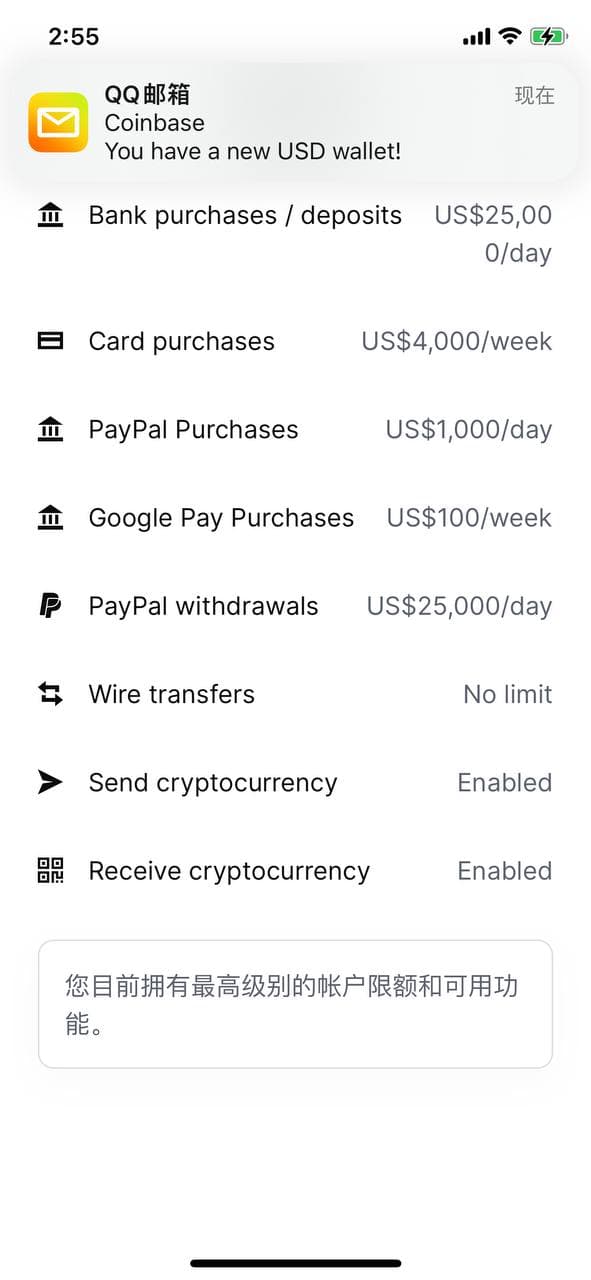 2:55
QQ邮箱
现在
Coinbase
You have a new USD wallet!
Bank purchases / deposits
US$25,00
0/day
Card purchases
US$4,000/week
PayPal Purchases
US$1,000/day
Google Pay Purchases
US$100/week
PayPal withdrawals
US$25,000/day
Wire transfers
No limit
Send cryptocurrency
Enabled
Receive cryptocurrency
Enabled
您目前拥有最高级别的帐户限额和可用功
能。